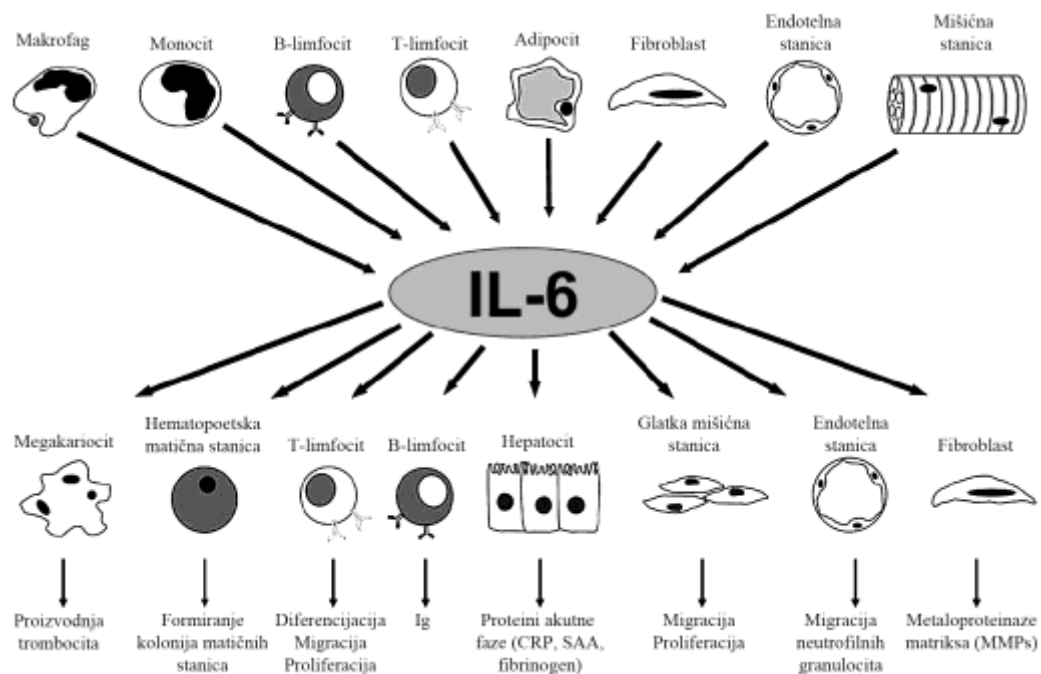 Makrofag
Monocit
B-limfocit
T-limfocit
Adipocit
Fibroblast
Endotelna
stanica
Mišićna
stanica
IL-6
Megakariocit
Hematopoetska
matična stanica
T-limfocit
B-limfocit
Hepatocit
Glatka mišićna
stanica
Endotelna
stanica
Fibroblast
Proizvodnja
trombocita
Formiranje
kolonija matičnih
stanica
Diferencijacija
Migracija
Proliferacija
Ig
Proteini akutne
faze (CRP, SAA,
fibrinogen)
Migracija
Proliferacija
Migracija
neutrofilnih
granulocita
Metaloproteinaze
matriksa (MMPs)